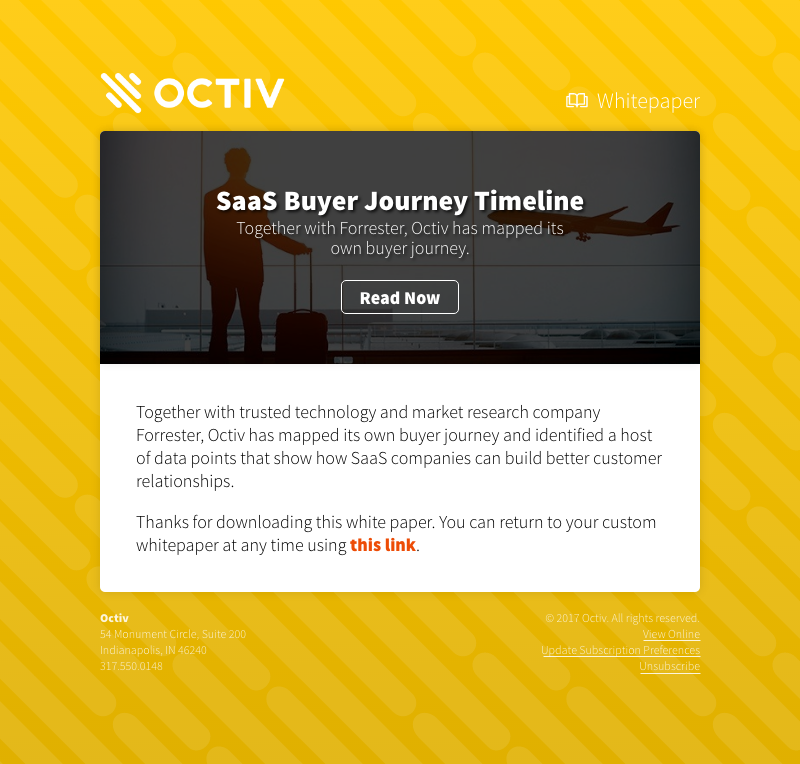 OCTIV
Whitepaper
SaaS Buyer Journey Timeline
Together with Forrester, Octiv has mapped its
own buyer journey.
Read Now
Together with trusted technology and market research company
Forrester, Octiv has mapped its own buyer journey and identified a host
of data points that show how SaaS companies can build better customer
relationships.
Thanks for downloading this white paper. You can return to your custom
whitepaper at any time using this link.
Octiv
54 Monument Circle, Suite 200
Indianapolis, IN 46240
317.550.0148
© 2017 Octiv. All rights reserved.
View Online
Update Subscription Preferences
Unsubscribe